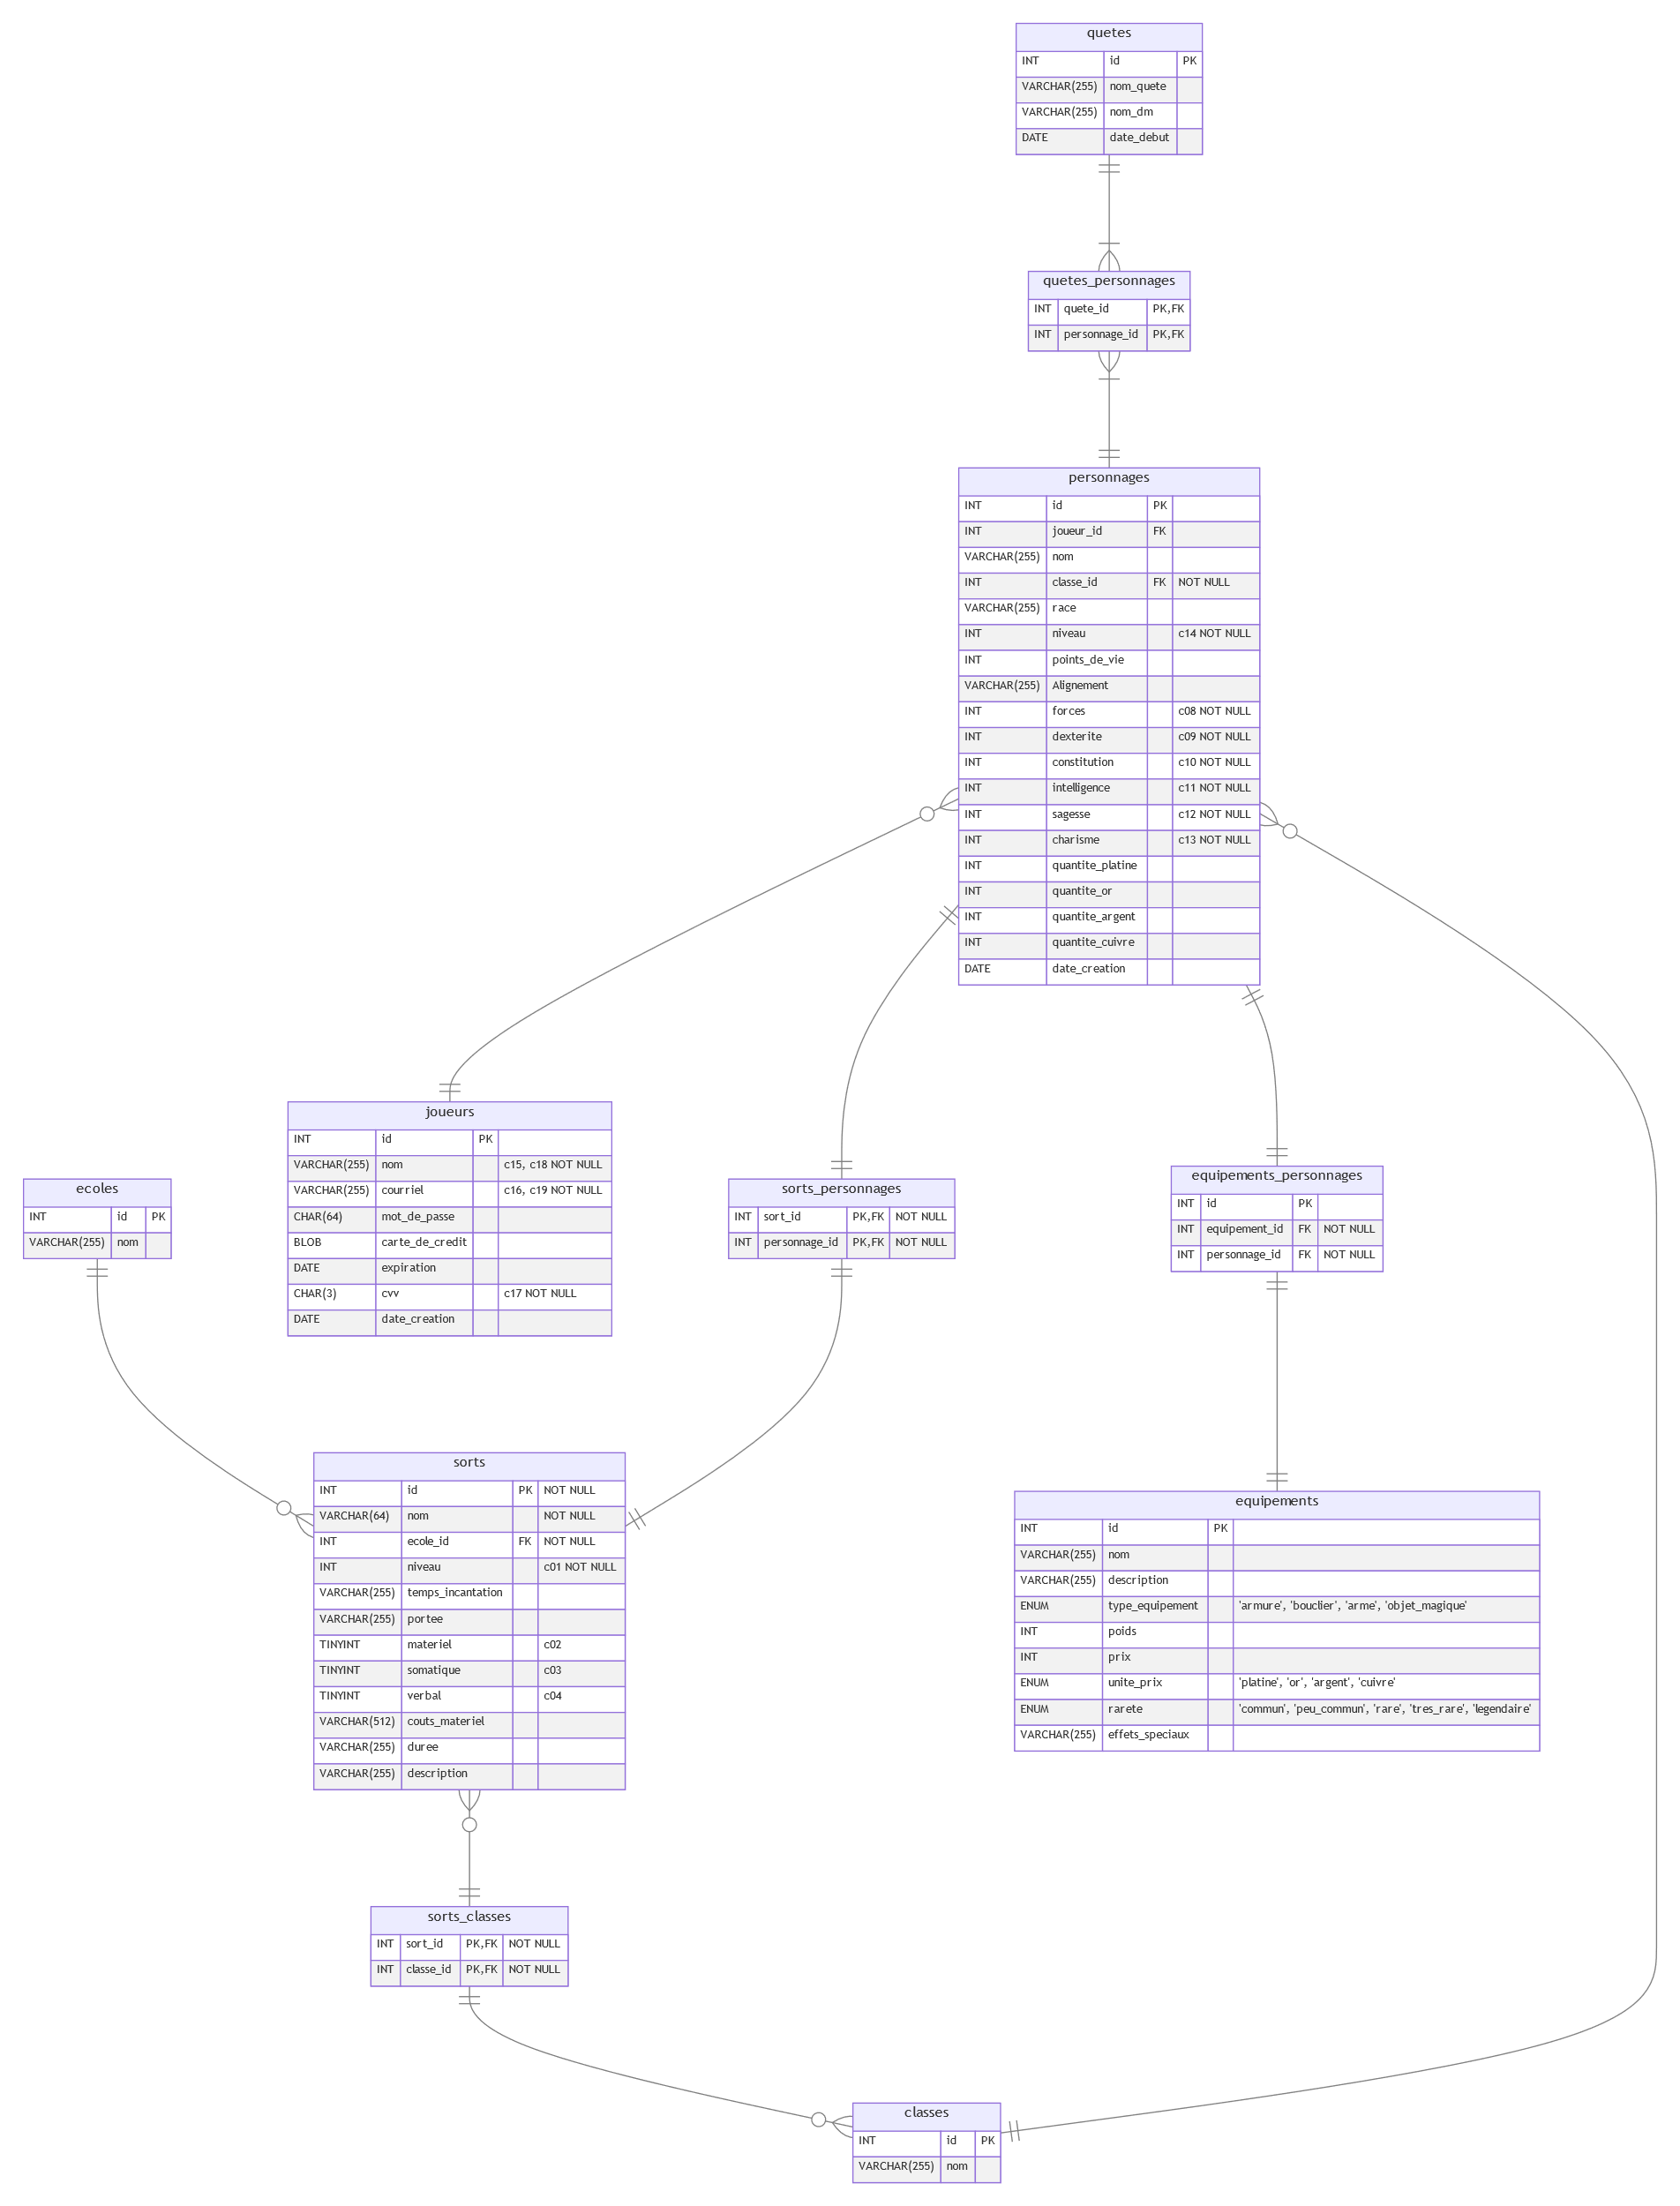 quetes
INT id PK
VARCHAR(255) nom_quete
VARCHAR(255) nom_dm
DATE date_debut
quetes_personnages
INT quete_id PK,FK
INT personnage_id PK,FK
personnages
INT id PK
INT joueur_id FK
VARCHAR(255) nom
INT classe_id FK NOT NULL
VARCHAR(255) race
INT niveau c14 NOT NULL
INT points_de_vie
VARCHAR(255) Alignement
INT forces c08 NOT NULL
INT dexterite c09 NOT NULL
INT constitution c10 NOT NULL
INT intelligence c11 NOT NULL
INT sagesse c12 NOT NULL
INT charisme c13 NOT NULL
INT quantite_platine
INT quantite_or
INT quantite_argent
INT quantite_cuivre
DATE date_creation
joueurs
INT id PK
VARCHAR(255) nom c15, c18 NOT NULL
VARCHAR(255) courriel c16, c19 NOT NULL
CHAR(64) mot_de_passe
BLOB carte_de_credit
DATE expiration
CHAR(3) cvv c17 NOT NULL
DATE date_creation
ecoles
INT id PK
VARCHAR(255) nom
sorts_personnages
INT sort_id PK,FK NOT NULL
INT personnage_id PK,FK NOT NULL
equipements_personnages
INT id PK
INT equipement_id FK NOT NULL
INT personnage_id FK NOT NULL
sorts
INT id PK NOT NULL
VARCHAR(64) nom NOT NULL
INT ecole_id FK NOT NULL
INT niveau c01 NOT NULL
VARCHAR(255) temps_incantation
VARCHAR(255) portee
TINYINT materiel c02
TINYINT somatique c03
TINYINT verbal c04
VARCHAR(512) couts_materiel
VARCHAR(255) duree
VARCHAR(255) description
equipements
INT id PK
VARCHAR(255) nom
VARCHAR(255) description
ENUM type_equipement 'armure', 'bouclier', 'arme', 'objet_magique'
INT poids
INT prix
ENUM unite_prix 'platine', 'or', 'argent', 'cuivre'
ENUM rarete 'commun', 'peu_commun', 'rare', 'tres_rare', 'legendaire'
VARCHAR(255) effets_speciaux
sorts_classes
INT sort_id PK,FK NOT NULL
INT classe_id PK,FK NOT NULL
classes
INT id PK
VARCHAR(255) nom